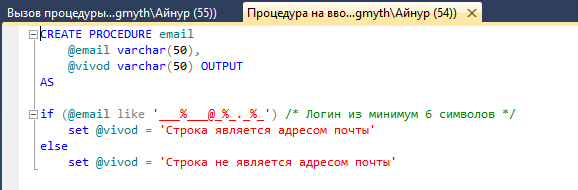 Вызов процедуры...gmyth\Айнур (55)) Процедура на вво...gmyth\Айнур (54)) ×
CREATE PROCEDURE email
@email varchar(50),
@vivod varchar(50) OUTPUT
AS
if (@email like '___%___@_%_._%_') /* Логин из минимум 6 символов */
set @vivod = 'Строка является адресом почты'
else
set @vivod = 'Строка не является адресом почты'